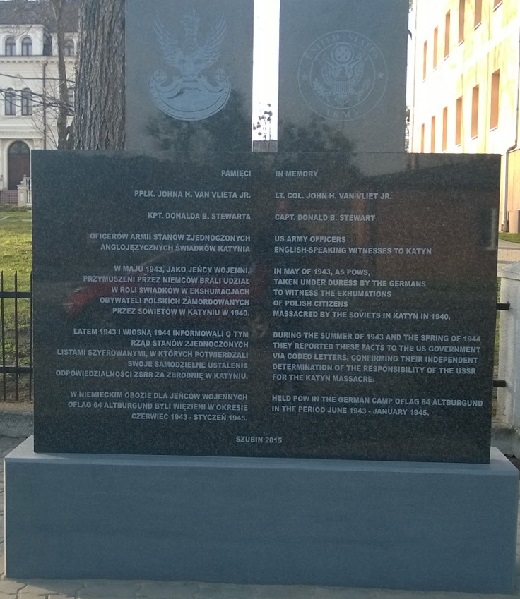 PAMIĘCI
PPŁK. JOHNA H. VAN VLIETA JR.
KPT. DONALDA B. STEWARTA
OFICERÓW ARMII STANÓW ZJEDNOCZONYCH
ANGLOJĘZYCZNYCH ŚWIADKÓW KATYNIA
W MAJU 1943, JAKO JEŃCY WOJENNI,
PRZYMUSZENI PRZEZ NIEMCÓW BRALI UDZIAŁ
W ROLI ŚWIADKÓW W EKSHUMACJACH
OBYWATELI POLSKICH ZAMORDOWANYCH
PRZEZ SOWIETÓW W KATYNIU W 1940.
LATEM 1943 I WIOSNĄ 1944 INFORMOWALI O TYM
RZĄD STANÓW ZJEDNOCZONYCH
LISTAMI SZYFROWANYMI, W KTÓRYCH POTWIERDZALI
SWOJE SAMODZIELNE USTALENIE
ODPOWIEDZIALNOŚCI ZSRR ZA ZBRODNIĘ W KATYNIU.
W NIEMIECKIM OBOZIE DLA JEŃCÓW WOJENNYCH
OFLAG 64 ALTBURGUND BYLI WIĘZIENI W OKRESIE
CZERWIEC 1943 - STYCZEŃ 1945.
IN MEMORY
LT. COL. JOHN H. VAN VLIET JR.
CAPT. DONALD B. STEWART
US ARMY OFFICERS
ENGLISH-SPEAKING WITNESSES TO KATYN
IN MAY OF 1943, AS POWS,
TAKEN UNDER DURESS BY THE GERMANS
TO WITNESS THE EXHUMATIONS
OF POLISH CITIZENS
MASSACRED BY THE SOVIETS IN KATYN IN 1940.
DURING THE SUMMER OF 1943 AND THE SPRING OF 1944
THEY REPORTED THESE FACTS TO THE US GOVERNMENT
VIA CODED LETTERS, CONFIRMING THEIR INDEPENDENT
DETERMINATION OF THE RESPONSIBILITY OF THE USSR
FOR THE KATYN MASSACRE.
HELD POW IN THE GERMAN CAMP OFLAG 64 ALTBURGUND
IN THE PERIOD JUNE 1943 - JANUARY 1945.
SZUBIN 2015